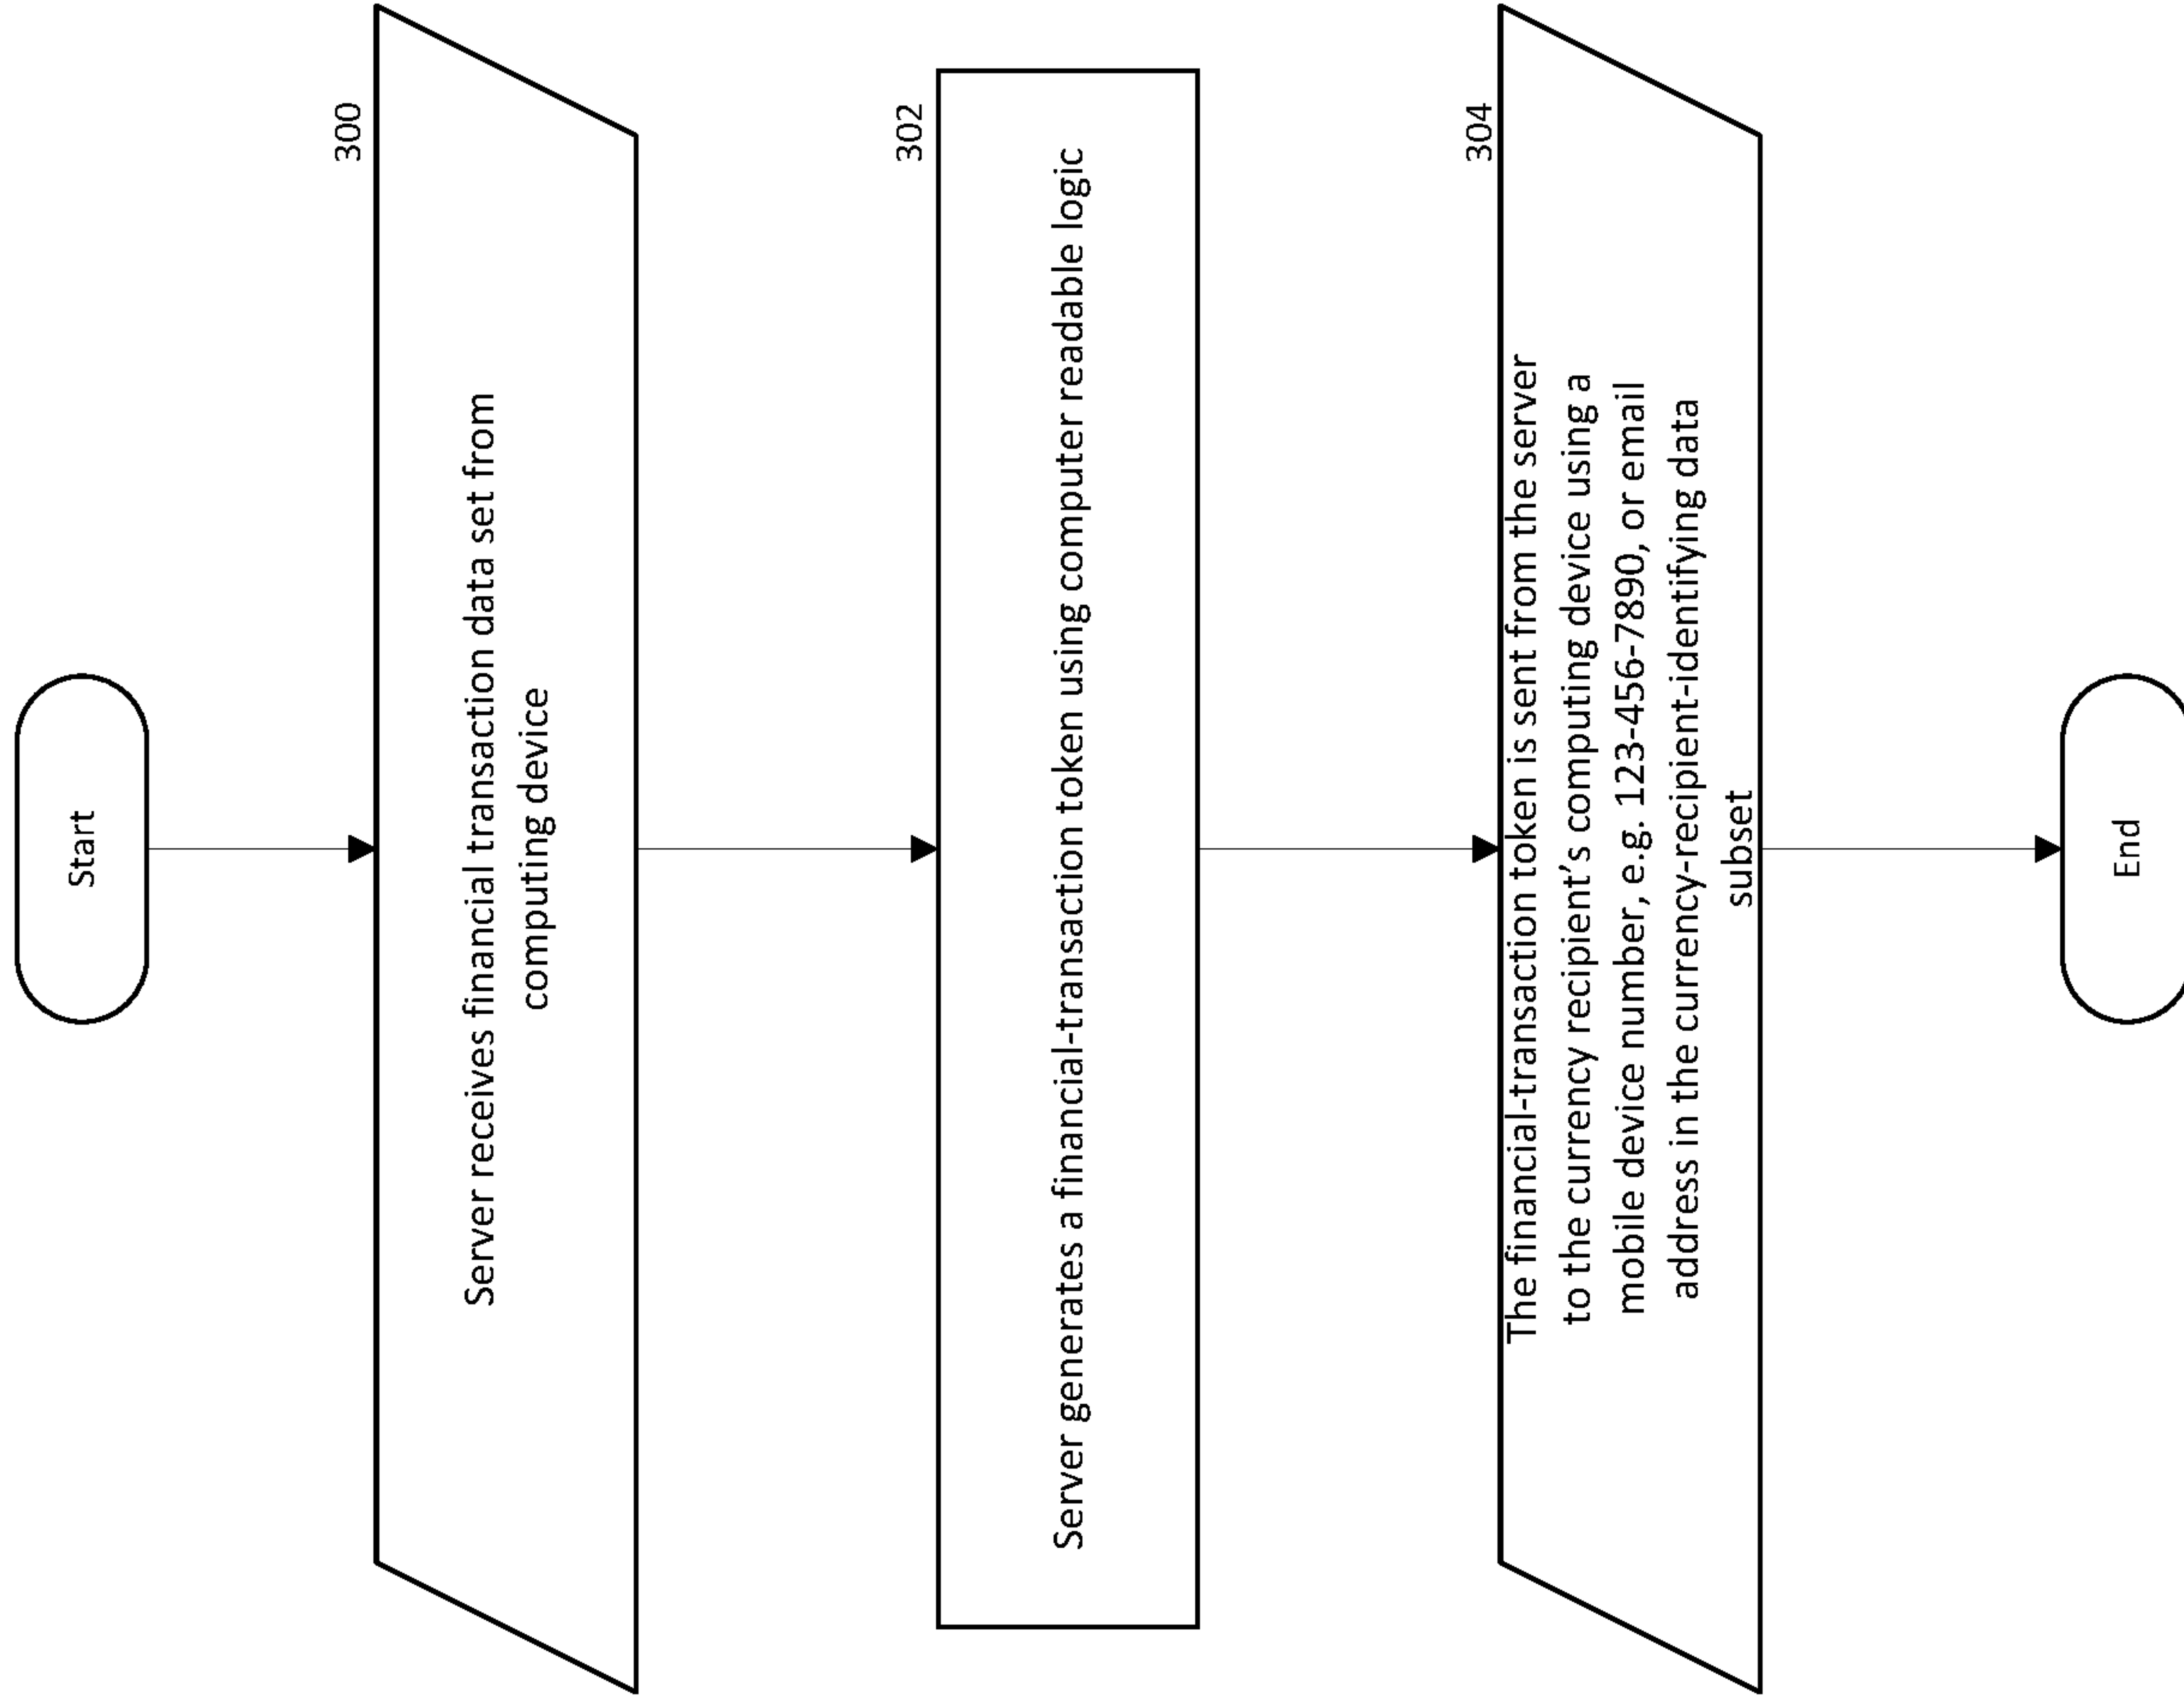 Start
300
Server receives financial transaction data set from
computing device
302
Server generates a financial-transaction token using computer readable logic
304
The financial-transaction token is sent from the server
to the currency recipient’s computing device using a
mobile device number, e.g. 123-456-7890, or email
address in the currency-recipient-identifying data
subset
End